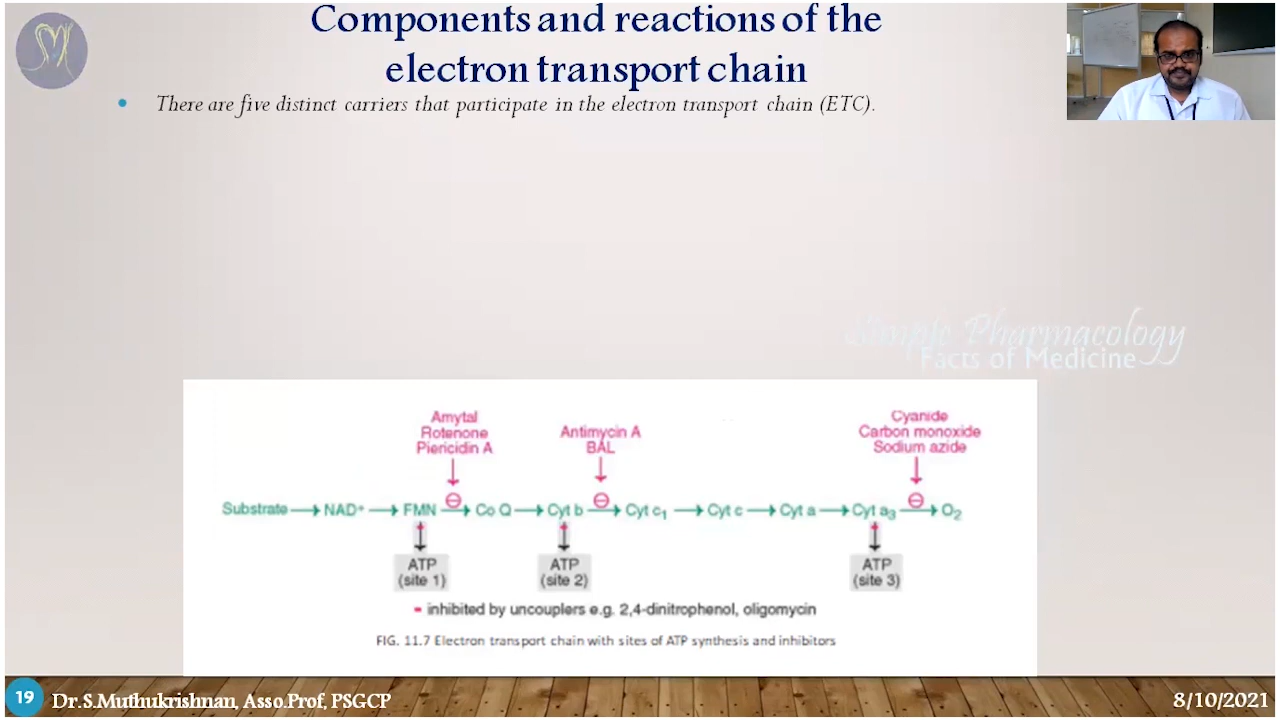 Components and reactions of the
electron transport chain
• There are five distinct carriers that participate in the electron transport chain (ETC).
Simple Pharmacology
Facts of Medicine
Amytal
Rotenone
Piericidin A
Antimycin A
BAL
Cyanide
Carbon monoxide
Sodium azide
Substrate → NAD⁺ → FMN ⊖→ Co Q → Cyt b ⊖→ Cyt c₁ → Cyt c → Cyt a → Cyt a₃ ⊖→ O₂
ATP
(site 1)
ATP
(site 2)
ATP
(site 3)
inhibited by uncouplers e.g. 2,4-dinitrophenol, oligomycin
FIG. 11.7 Electron transport chain with sites of ATP synthesis and inhibitors
19 Dr.S.Muthukrishnan, Asso.Prof, PSGCP 8/10/2021